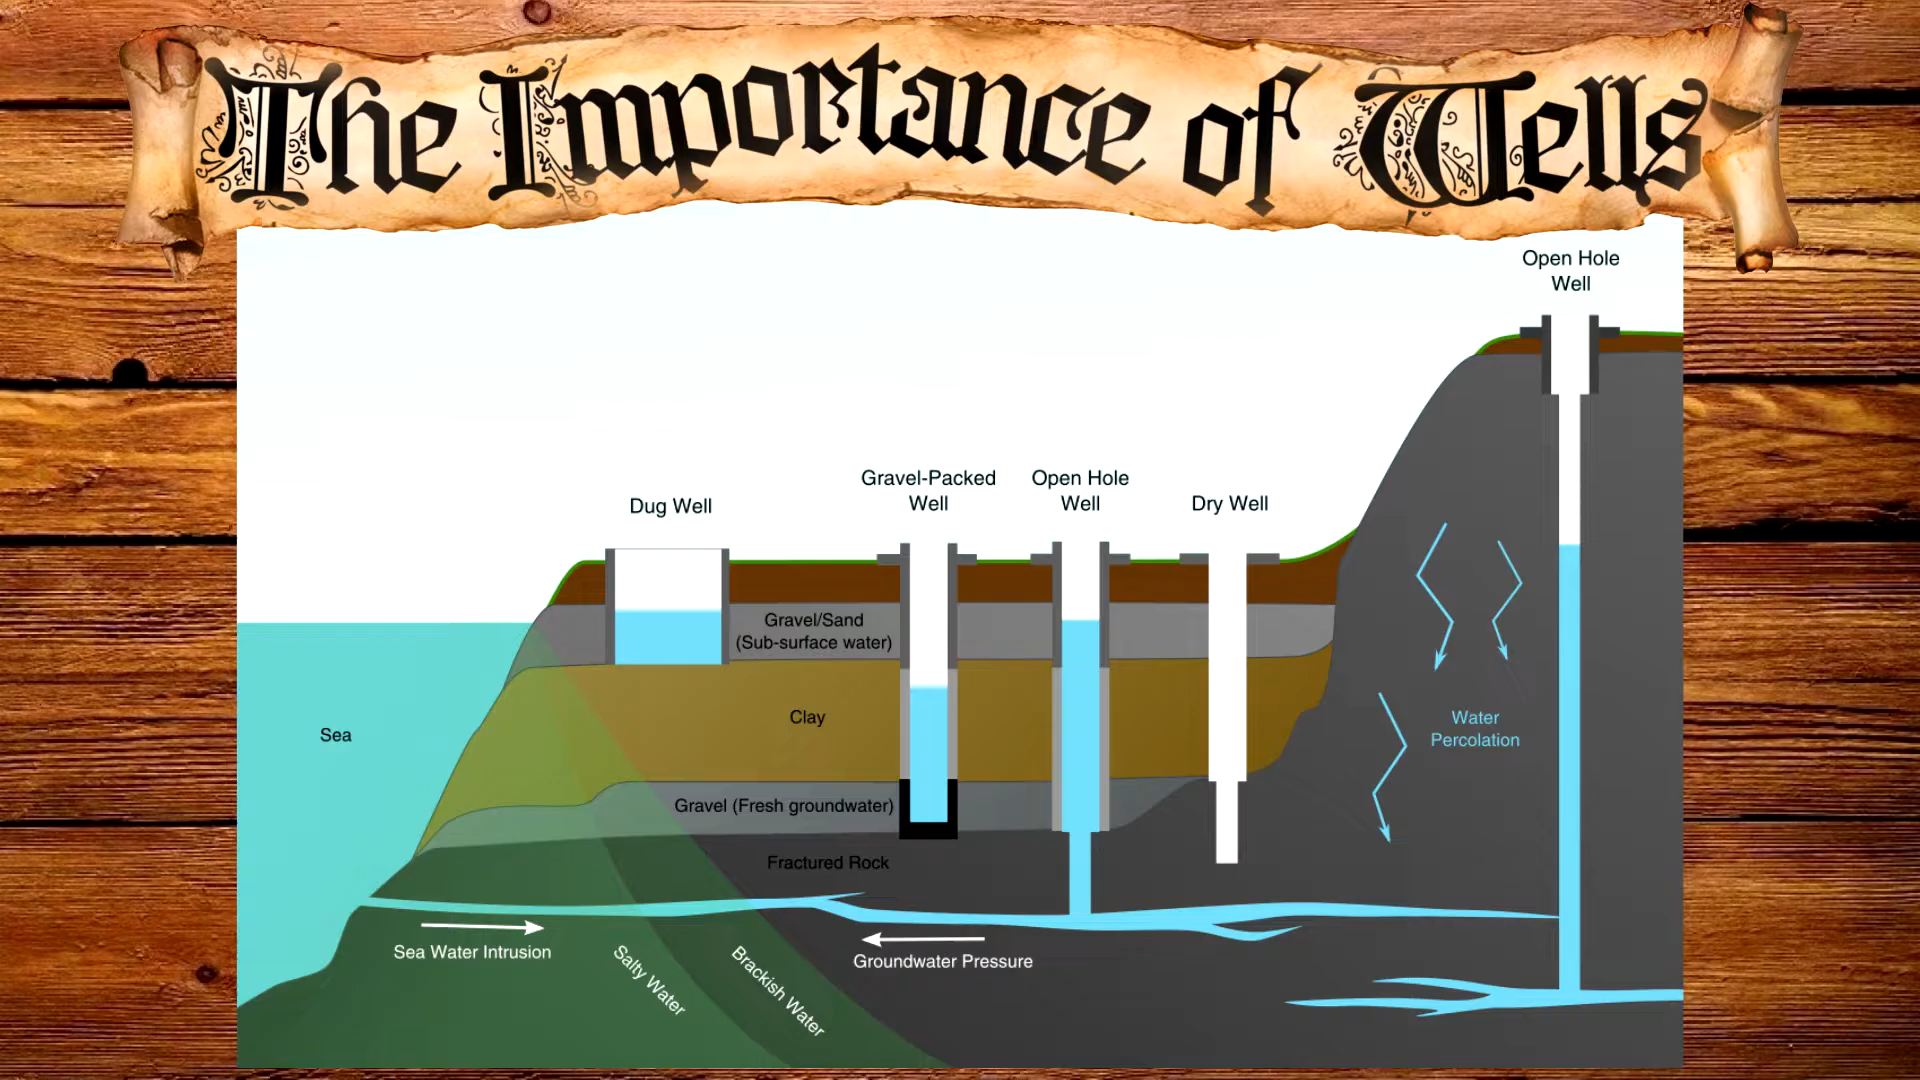 The Importance of Wells
Open Hole
Well
Gravel-Packed
Well
Open Hole
Well
Dug Well
Dry Well
Gravel/Sand
(Sub-surface water)
Clay
Sea
Water
Percolation
Gravel (Fresh groundwater)
Fractured Rock
Sea Water Intrusion
Salty Water
Brackish Water
Groundwater Pressure